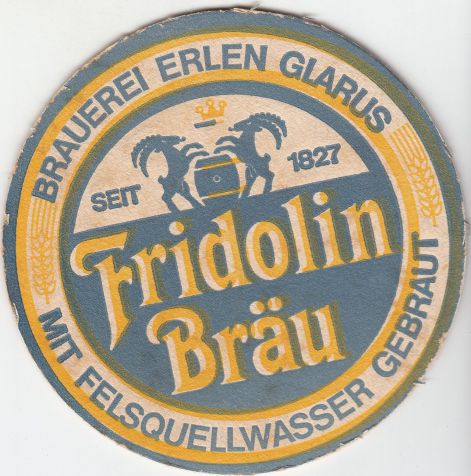 BRAUEREI ERLEN GLARUS
SEIT 1827
Fridolin
Bräu
MIT FELSQUELLWASSER GEBRAUT